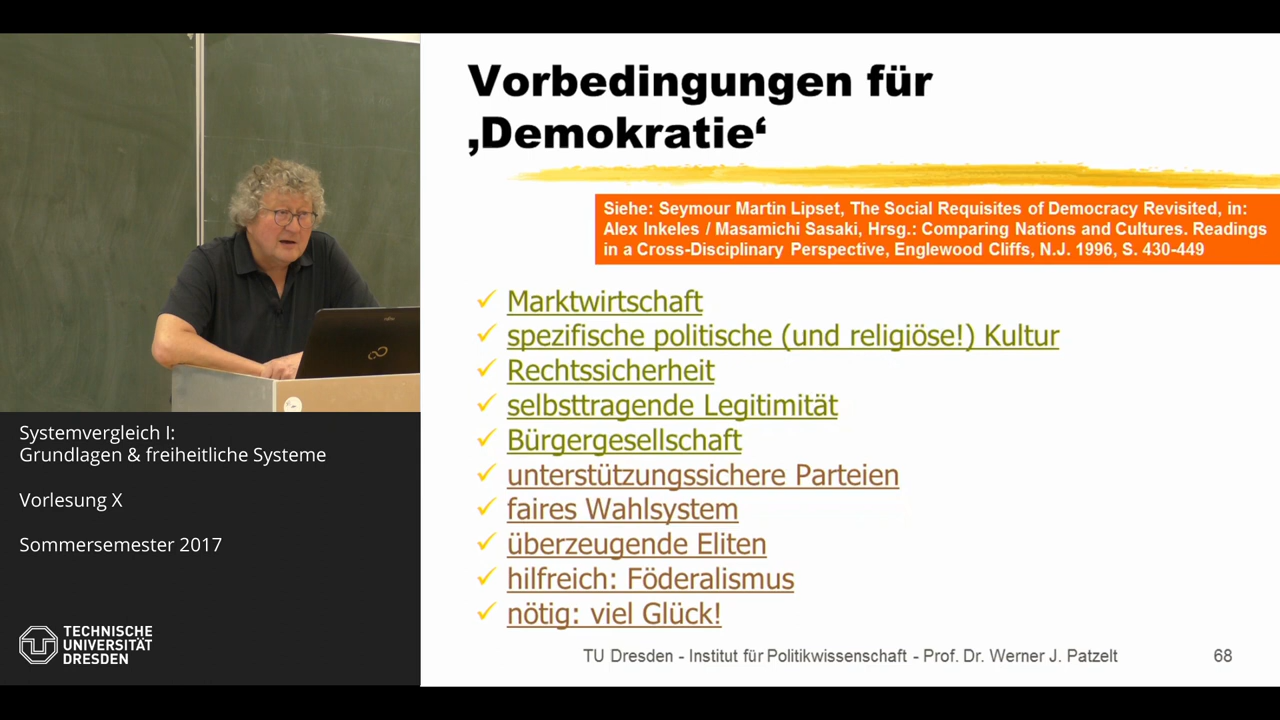 Vorbedingungen für
‚Demokratie‘
Siehe: Seymour Martin Lipset, The Social Requisites of Democracy Revisited, in:
Alex Inkeles / Masamichi Sasaki, Hrsg.: Comparing Nations and Cultures. Readings
in a Cross-Disciplinary Perspective, Englewood Cliffs, N.J. 1996, S. 430-449
Marktwirtschaft
spezifische politische (und religiöse!) Kultur
Rechtssicherheit
selbsttragende Legitimität
Bürgergesellschaft
unterstützungssichere Parteien
faires Wahlsystem
überzeugende Eliten
hilfreich: Föderalismus
nötig: viel Glück!
TU Dresden - Institut für Politikwissenschaft - Prof. Dr. Werner J. Patzelt
68
Systemvergleich I:
Grundlagen & freiheitliche Systeme
Vorlesung X
Sommersemester 2017
TECHNISCHE
UNIVERSITÄT
DRESDEN